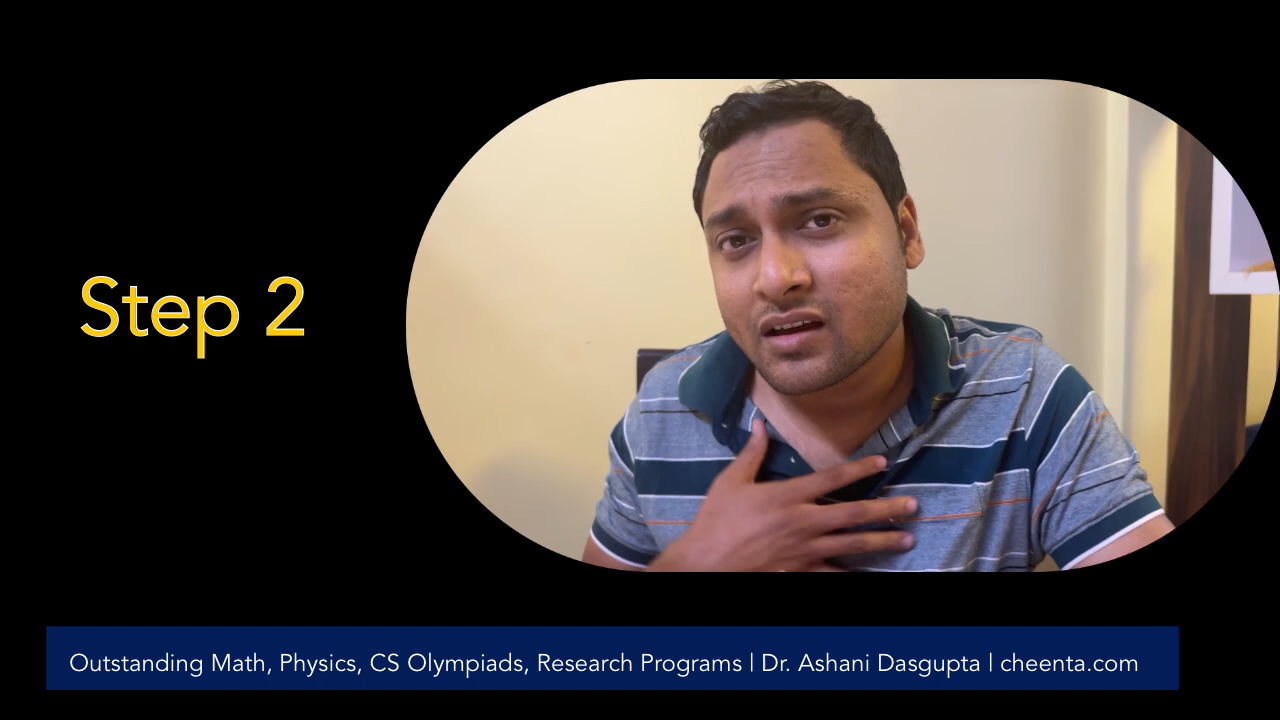 Step 2
Outstanding Math, Physics, CS Olympiads, Research Programs | Dr. Ashani Dasgupta | cheenta.com